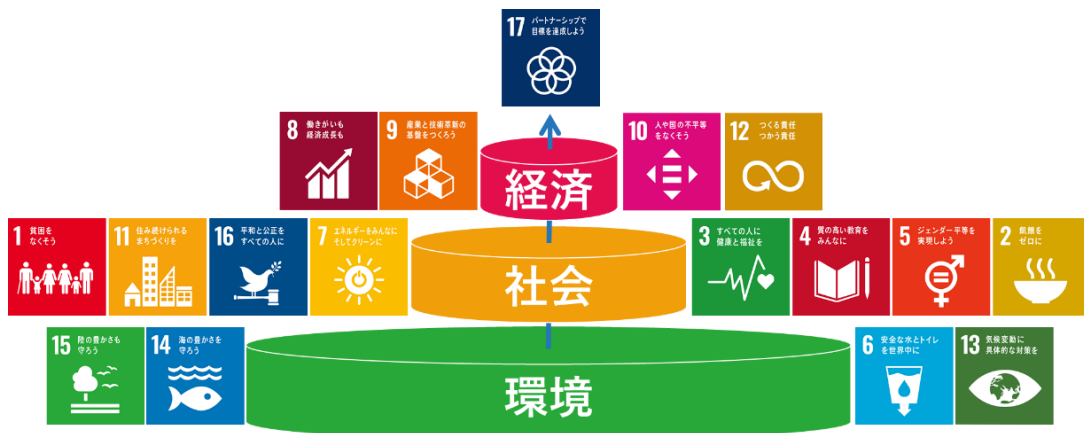 17 パートナーシップで
目標を達成しよう
8 働きがいも
経済成長も
9 産業と技術革新の
基盤をつくろう
経済
10 人や国の不平等
をなくそう
12 つくる責任
つかう責任
1 貧困を
なくそう
11 住み続けられる
まちづくりを
16 平和と公正を
すべての人に
7 エネルギーをみんなに
そしてクリーンに
社会
3 すべての人に
健康と福祉を
4 質の高い教育を
みんなに
5 ジェンダー平等を
実現しよう
2 飢餓を
ゼロに
15 陸の豊かさも
守ろう
14 海の豊かさを
守ろう
環境
6 安全な水とトイレ
を世界中に
13 気候変動に
具体的な対策を